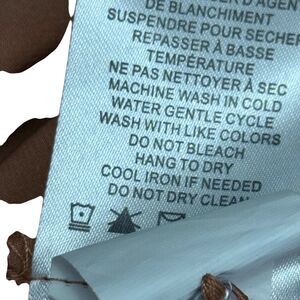 D'AGEN
DE BLANCHIMENT
SUSPENDRE POUR SECHER
REPASSER À BASSE
TEMPÉRATURE
NE PAS NETTOYER À SEC
MACHINE WASH IN COLD
WATER GENTLE CYCLE
WASH WITH LIKE COLORS
DO NOT BLEACH
HANG TO DRY
COOL IRON IF NEEDED
DO NOT DRY CLEAN